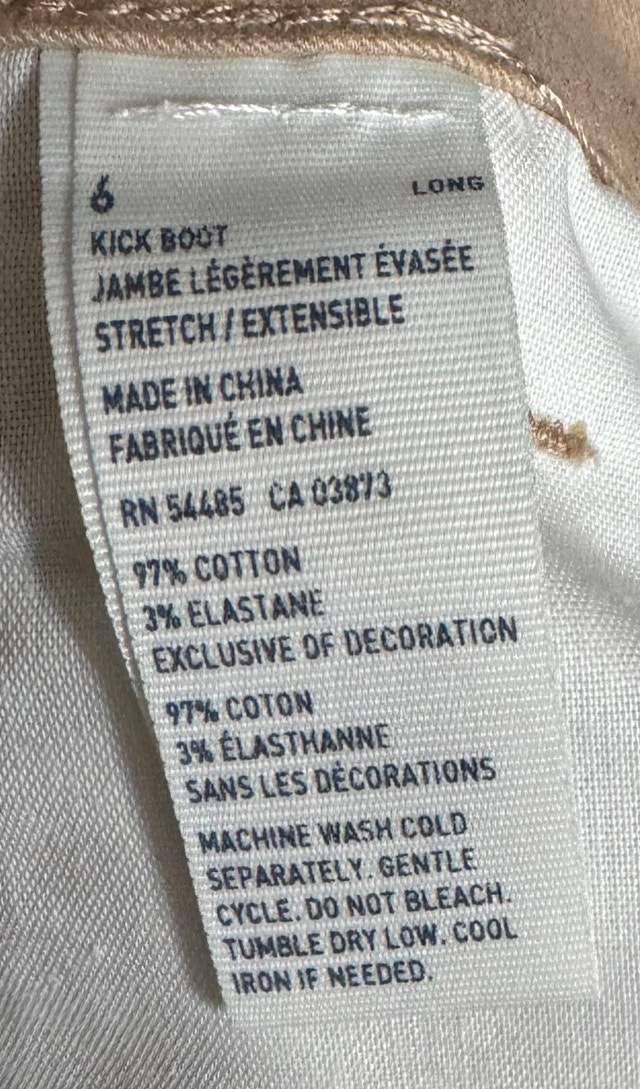 6 LONG
KICK BOOT
JAMBE LÉGÈREMENT ÉVASÉE
STRETCH / EXTENSIBLE
MADE IN CHINA
FABRIQUÉ EN CHINE
RN 54485 CA 03873
97% COTTON
3% ELASTANE
EXCLUSIVE OF DECORATION
97% COTON
3% ÉLASTHANNE
SANS LES DÉCORATIONS
MACHINE WASH COLD
SEPARATELY. GENTLE
CYCLE. DO NOT BLEACH.
TUMBLE DRY LOW. COOL
IRON IF NEEDED.